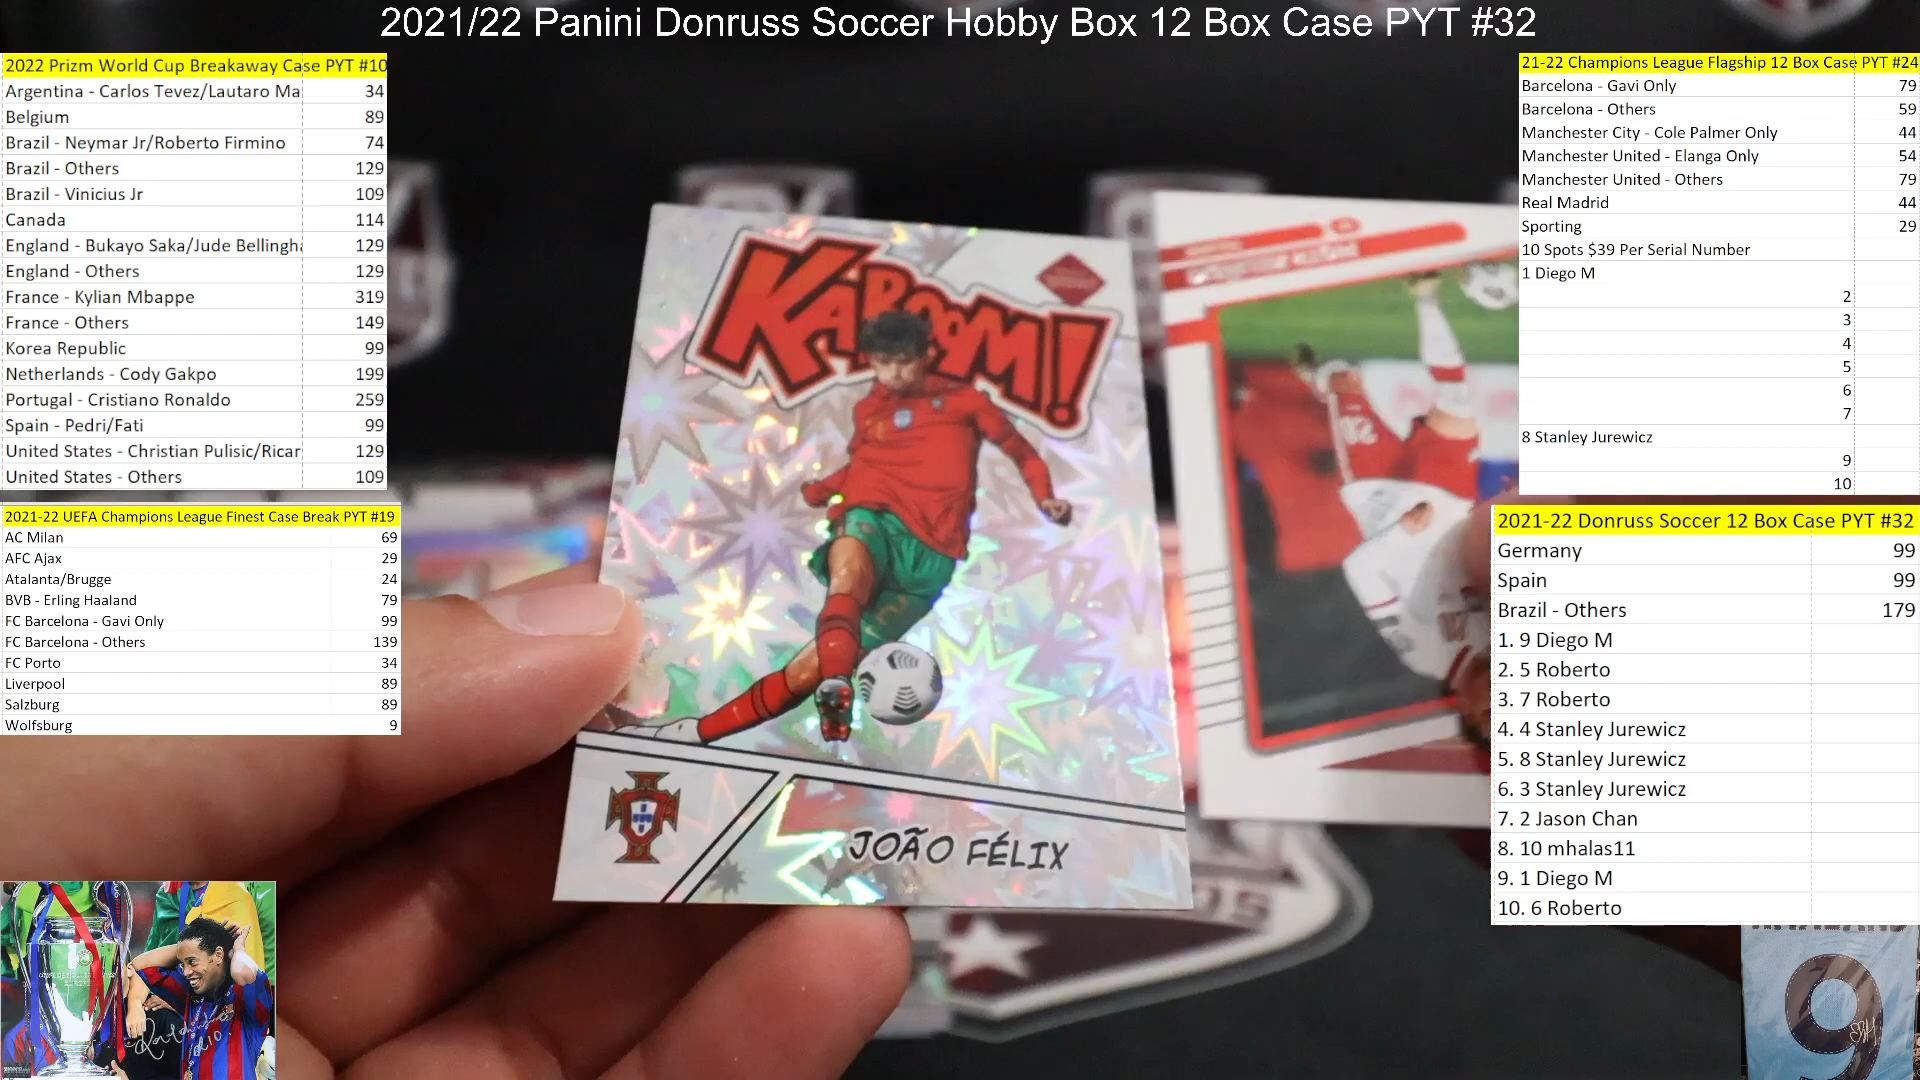 2021/22 Panini Donruss Soccer Hobby Box 12 Box Case PYT #32
2022 Prizm World Cup Breakaway Case PYT #10
Argentina - Carlos Tevez/Lautaro Ma 34
Belgium 89
Brazil - Neymar Jr/Roberto Firmino 74
Brazil - Others 129
Brazil - Vinicius Jr 109
Canada 114
England - Bukayo Saka/Jude Bellingh 129
England - Others 129
France - Kylian Mbappe 319
France - Others 149
Korea Republic 99
Netherlands - Cody Gakpo 199
Portugal - Cristiano Ronaldo 259
Spain - Pedri/Fati 99
United States - Christian Pulisic/Ricar 129
United States - Others 109
2021-22 UEFA Champions League Finest Case Break PYT #19
AC Milan 69
AFC Ajax 29
Atalanta/Brugge 24
BVB - Erling Haaland 79
FC Barcelona - Gavi Only 99
FC Barcelona - Others 139
FC Porto 34
Liverpool 89
Salzburg 89
Wolfsburg 9
KABOOM!
JOÃO FÉLIX
21-22 Champions League Flagship 12 Box Case PYT #24
Barcelona - Gavi Only 79
Barcelona - Others 59
Manchester City - Cole Palmer Only 44
Manchester United - Elanga Only 54
Manchester United - Others 79
Real Madrid 44
Sporting 29
10 Spots $39 Per Serial Number
1 Diego M
2
3
4
5
6
7
8 Stanley Jurewicz
9
10
2021-22 Donruss Soccer 12 Box Case PYT #32
Germany 99
Spain 99
Brazil - Others 179
1. 9 Diego M
2. 5 Roberto
3. 7 Roberto
4. 4 Stanley Jurewicz
5. 8 Stanley Jurewicz
6. 3 Stanley Jurewicz
7. 2 Jason Chan
8. 10 mhalas11
9. 1 Diego M
10. 6 Roberto
9